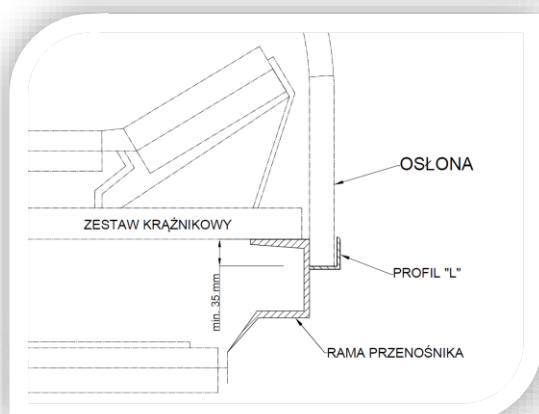 OSŁONA
ZESTAW KRĄŻNIKOWY
PROFIL "L"
min. 35 mm
RAMA PRZENOŚNIKA